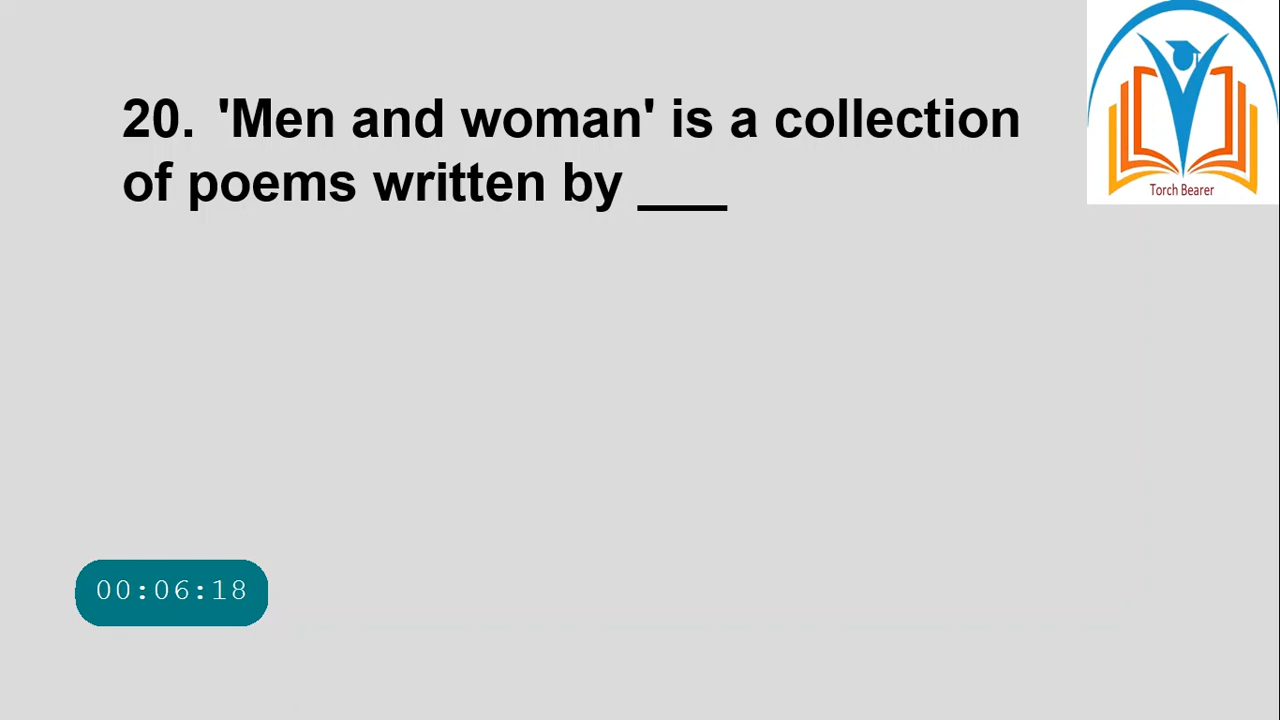 20. 'Men and woman' is a collection
of poems written by ___
Torch Bearer
00:06:18